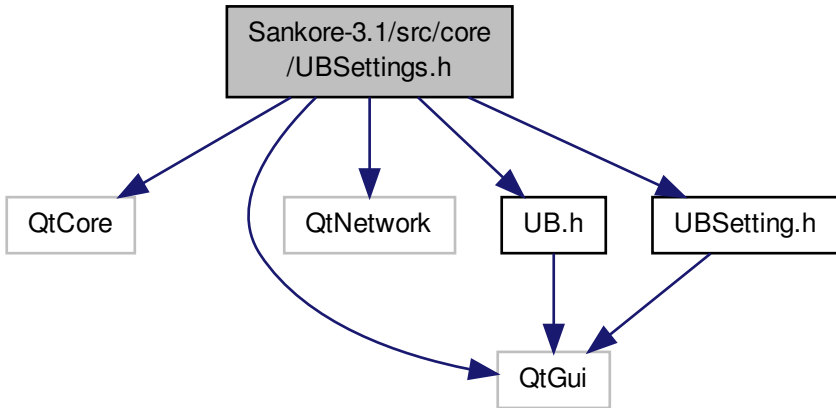 Sankore-3.1/src/core
/UBSettings.h
QtCore
QtNetwork
UB.h
UBSetting.h
QtGui